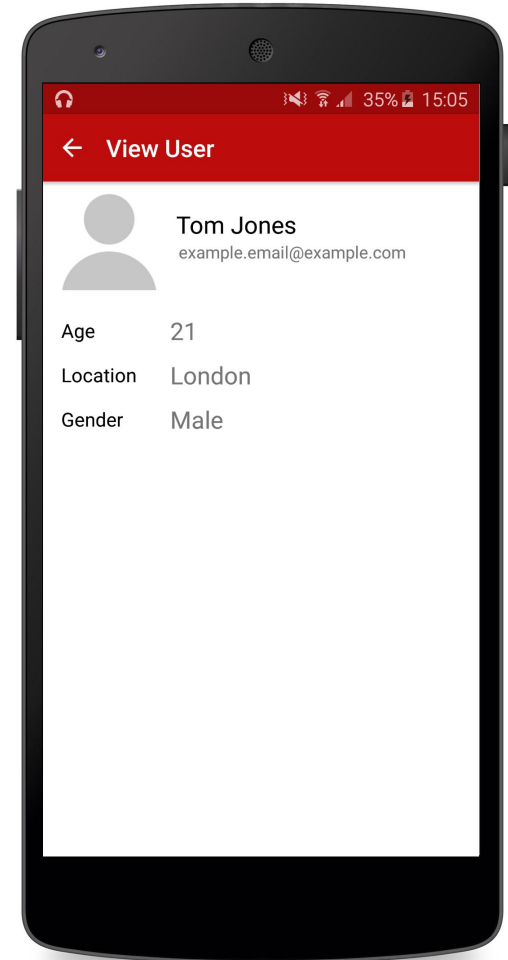 35% 15:05
View User
Tom Jones
example.email@example.com
Age 21
Location London
Gender Male